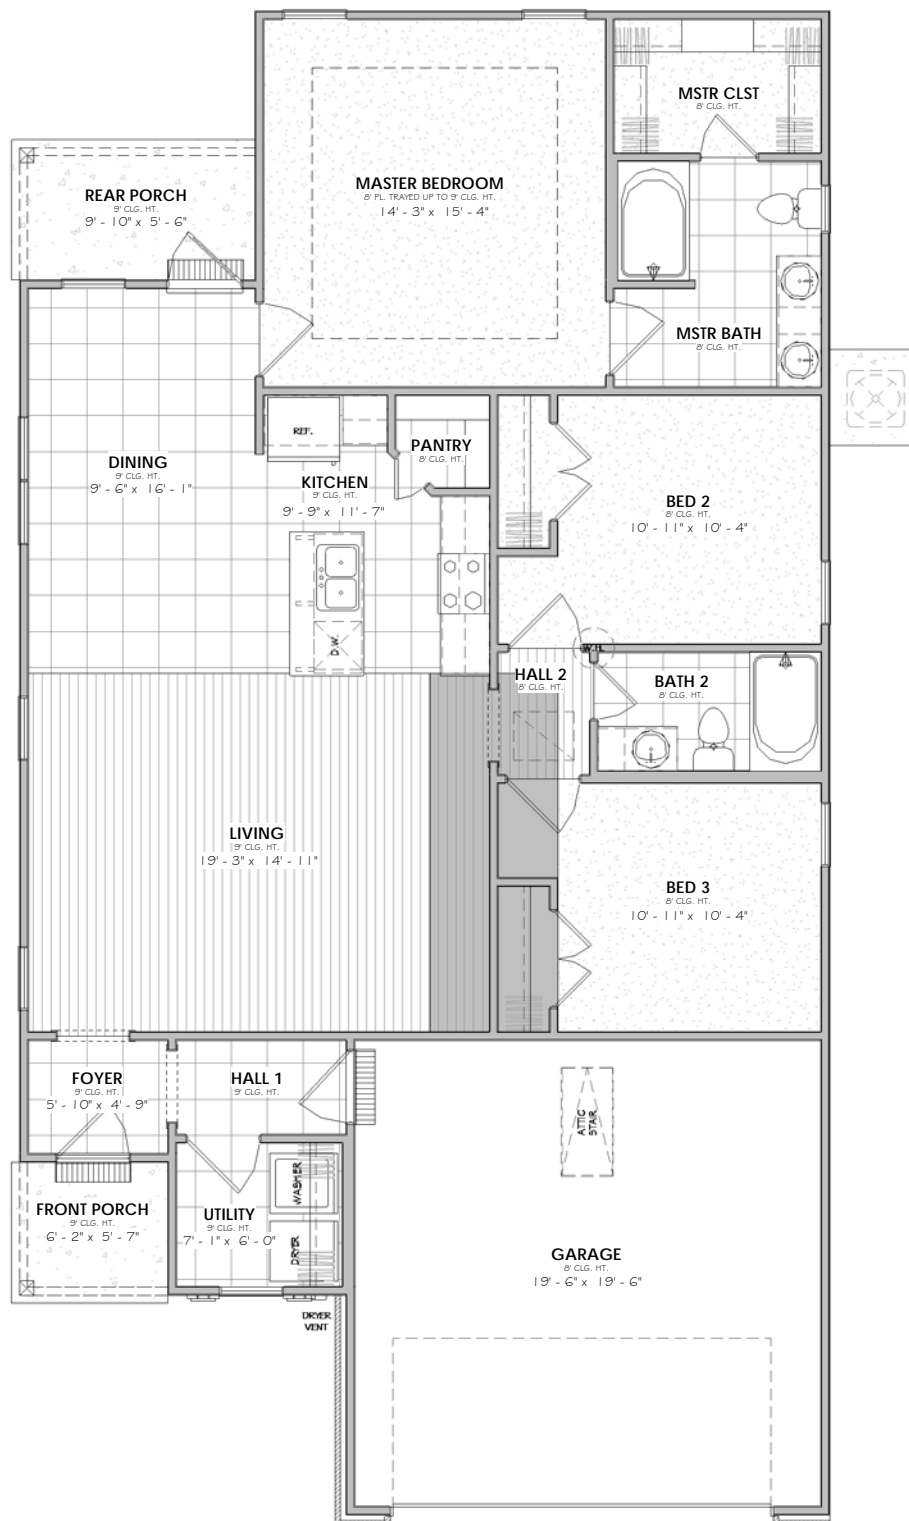 MSTR CLST
8' CLG. HT.
MASTER BEDROOM
8' PL. TRAYED UP TO 9' CLG. HT.
14' - 3" x 15' - 4"
REAR PORCH
9' CLG. HT.
9' - 10" x 5' - 6"
MSTR BATH
8' CLG. HT.
REF.
PANTRY
8' CLG. HT.
DINING
9' CLG. HT.
9' - 6" x 16' - 1"
KITCHEN
9' CLG. HT.
9' - 9" x 11' - 7"
BED 2
8' CLG. HT.
10' - 11" x 10' - 4"
D.W.
W.H.
HALL 2
8' CLG. HT.
BATH 2
8' CLG. HT.
LIVING
9' CLG. HT.
19' - 3" x 14' - 11"
BED 3
8' CLG. HT.
10' - 11" x 10' - 4"
FOYER
9' CLG. HT.
5' - 10" x 4' - 9"
HALL 1
9' CLG. HT.
ATTIC
STAIR
WASHER
FRONT PORCH
9' CLG. HT.
6' - 2" x 5' - 7"
UTILITY
9' CLG. HT.
7' - 1" x 6' - 0"
DRYER
GARAGE
8' CLG. HT.
19' - 6" x 19' - 6"
DRYER
VENT